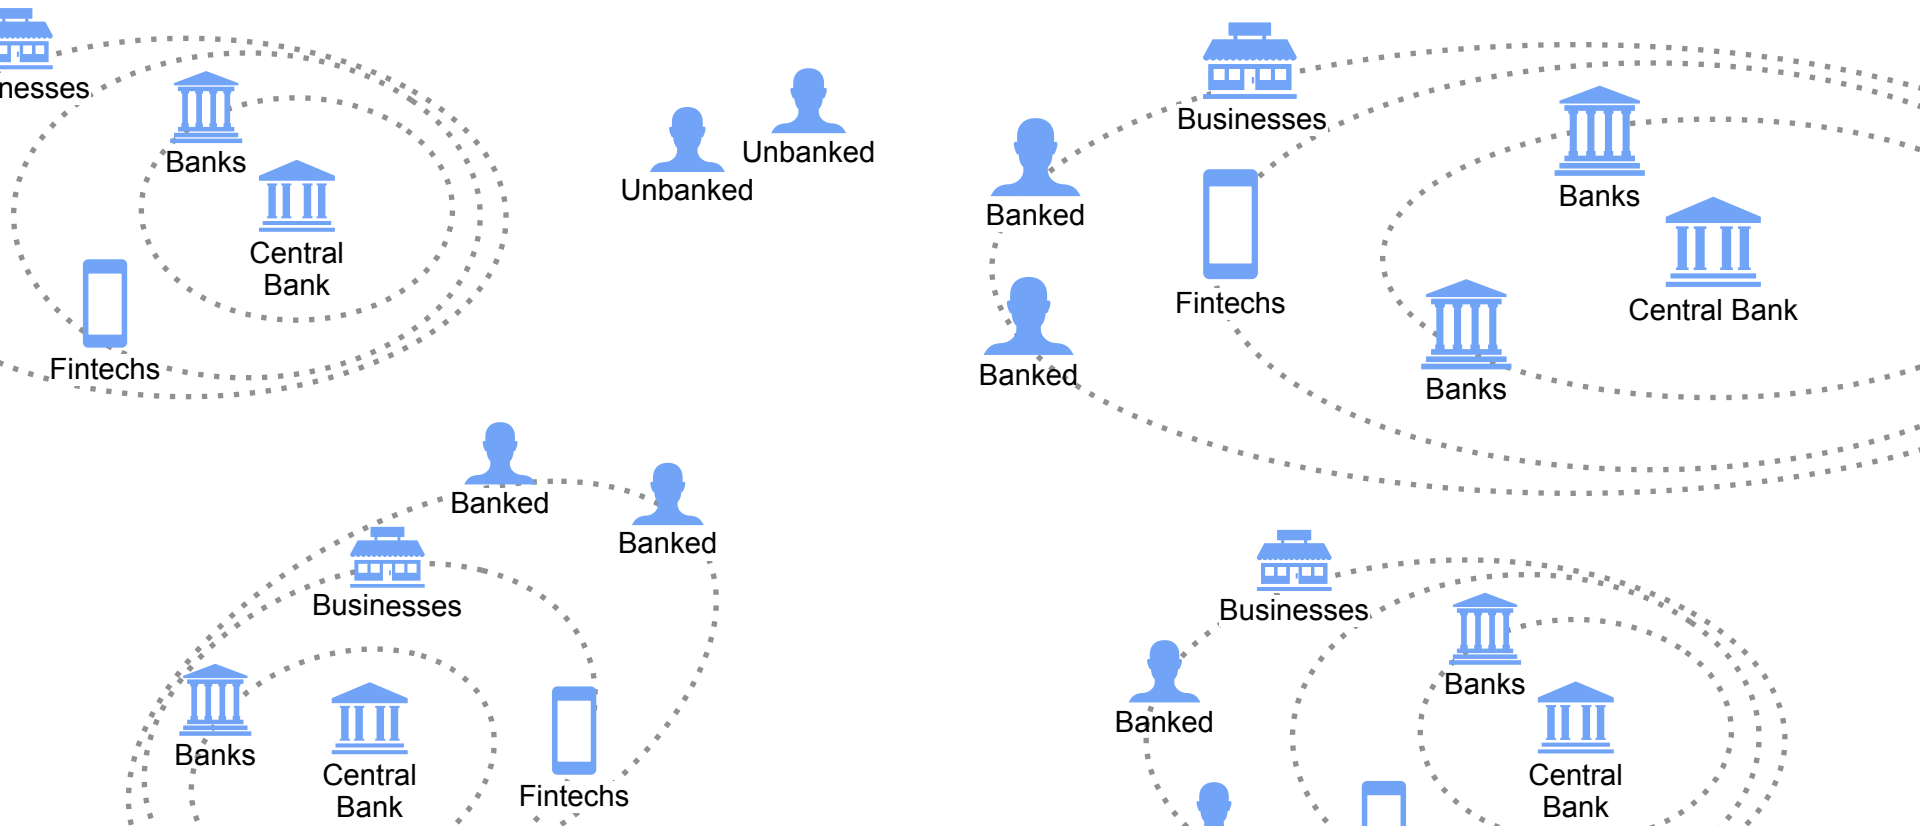 nesses
Banks
Central
Bank
Fintechs
Unbanked
Unbanked
Businesses
Banked
Banked
Fintechs
Banks
Banks
Central Bank
Banked
Banked
Businesses
Banks
Central
Bank
Fintechs
Businesses
Banked
Banks
Central
Bank